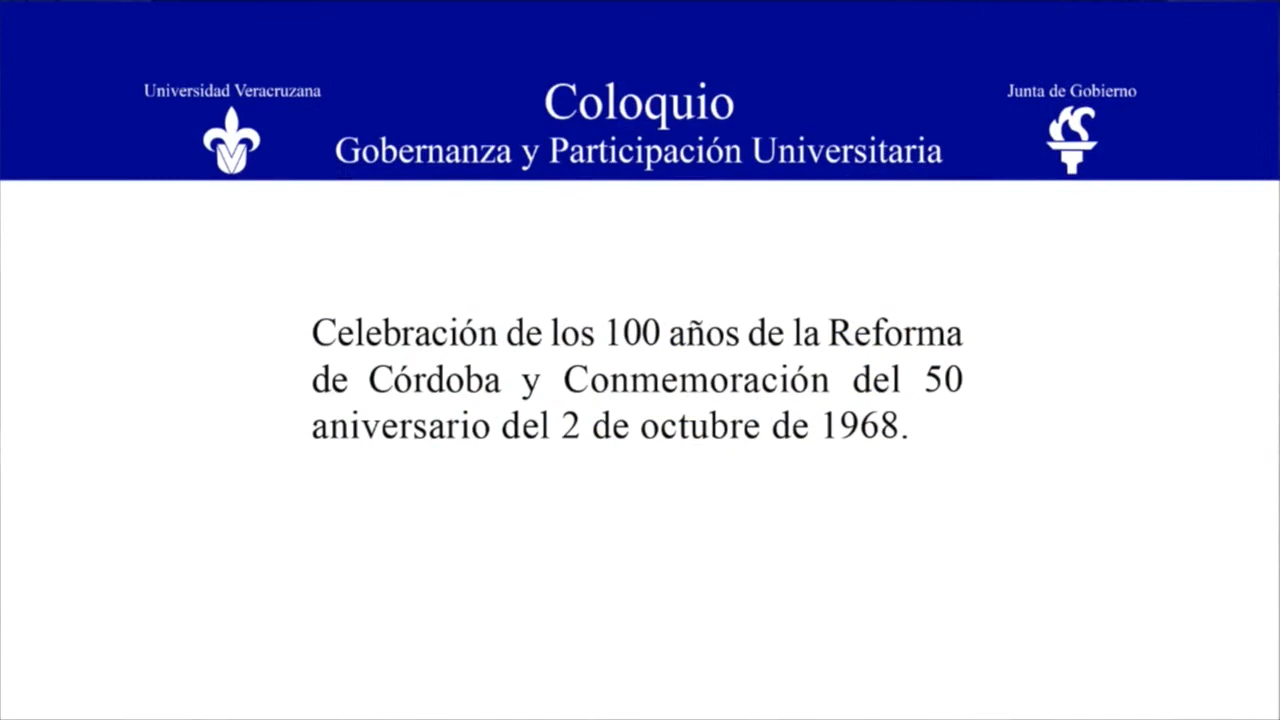 Universidad Veracruzana
Coloquio
Gobernanza y Participación Universitaria
Junta de Gobierno
Celebración de los 100 años de la Reforma
de Córdoba y Conmemoración del 50
aniversario del 2 de octubre de 1968.